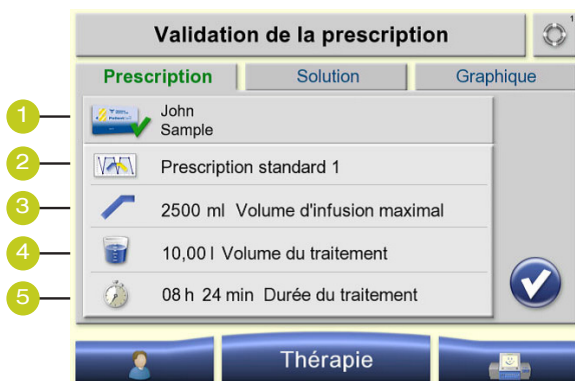 Validation de la prescription
1
Prescription
Solution
Graphique
1
John
Sample
2
Prescription standard 1
3
2500 ml Volume d'infusion maximal
4
10,00 l Volume du traitement
5
08 h 24 min Durée du traitement
Thérapie